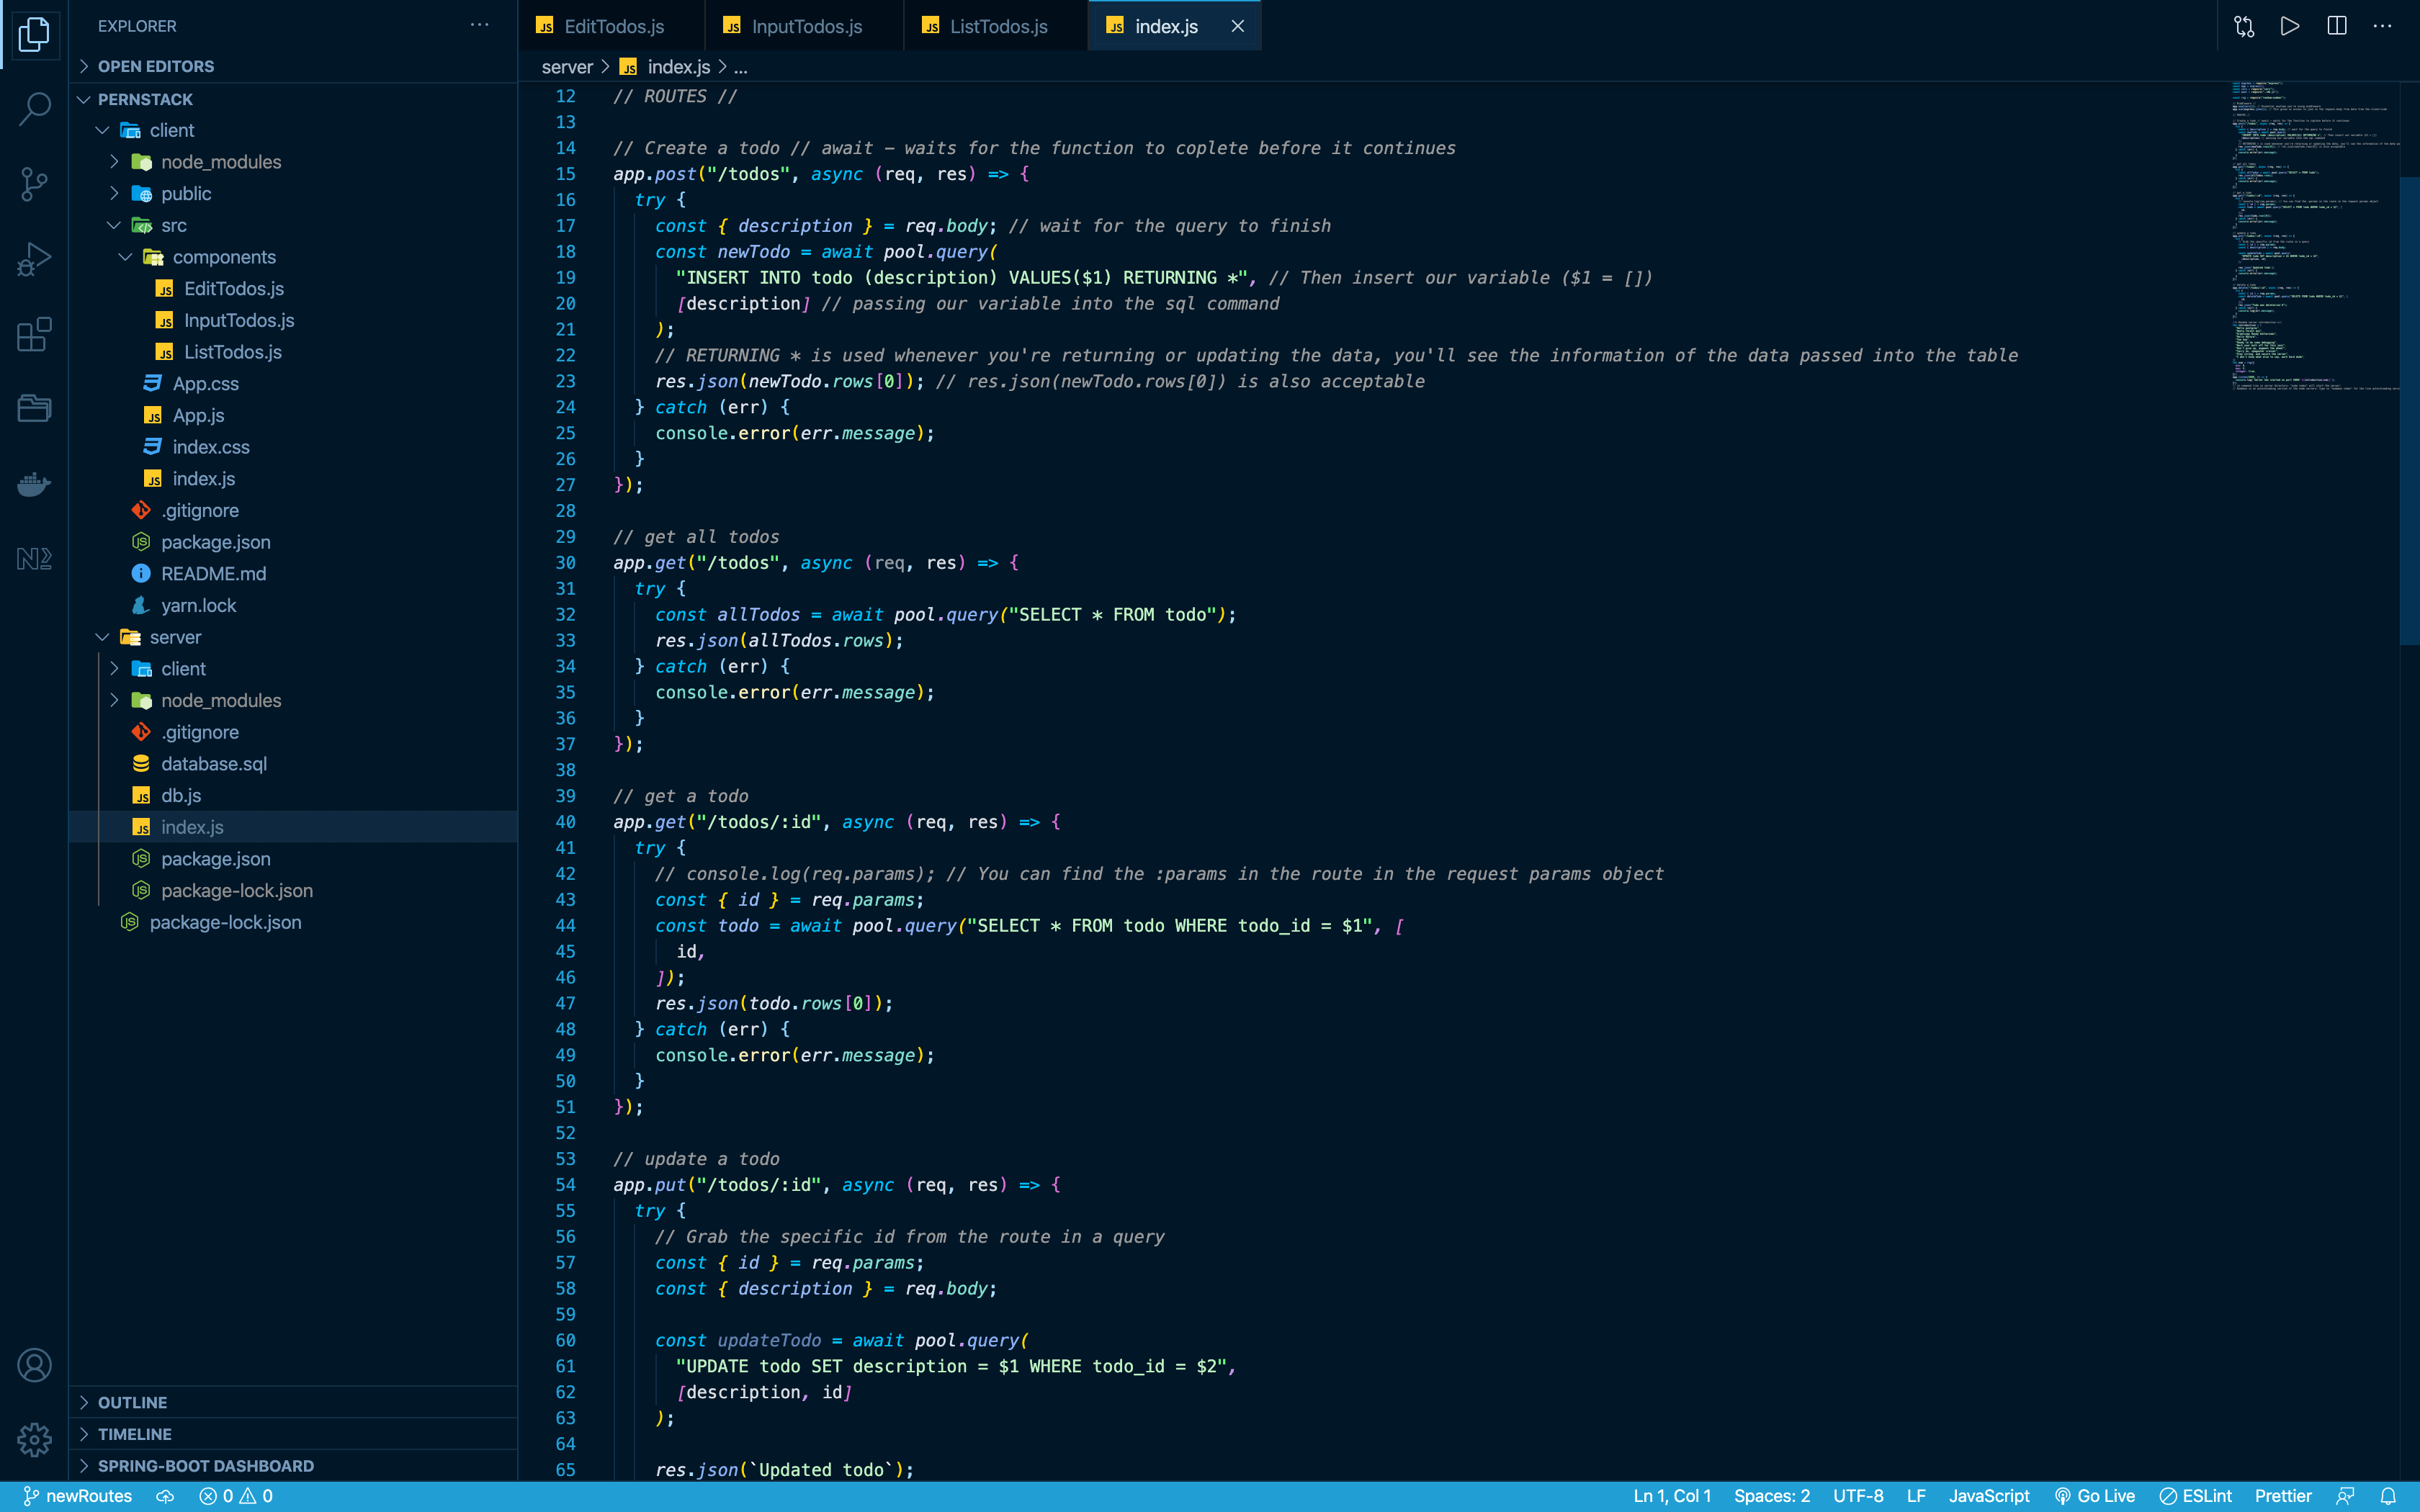 EXPLORER
OPEN EDITORS
PERNSTACK
client
node_modules
public
src
components
EditTodos.js
InputTodos.js
ListTodos.js
App.css
App.js
index.css
index.js
.gitignore
package.json
README.md
yarn.lock
server
client
node_modules
.gitignore
database.sql
db.js
index.js
package.json
package-lock.json
package-lock.json
OUTLINE
TIMELINE
SPRING-BOOT DASHBOARD
EditTodos.js InputTodos.js ListTodos.js index.js
server > index.js > ...
12 // ROUTES //
13
14 // Create a todo // await - waits for the function to coplete before it continues
15 app.post("/todos", async (req, res) => {
16 try {
17 const { description } = req.body; // wait for the query to finish
18 const newTodo = await pool.query(
19 "INSERT INTO todo (description) VALUES($1) RETURNING *", // Then insert our variable ($1 = [])
20 [description] // passing our variable into the sql command
21 );
22 // RETURNING * is used whenever you're returning or updating the data, you'll see the information of the data passed into the table
23 res.json(newTodo.rows[0]); // res.json(newTodo.rows[0]) is also acceptable
24 } catch (err) {
25 console.error(err.message);
26 }
27 });
28
29 // get all todos
30 app.get("/todos", async (req, res) => {
31 try {
32 const allTodos = await pool.query("SELECT * FROM todo");
33 res.json(allTodos.rows);
34 } catch (err) {
35 console.error(err.message);
36 }
37 });
38
39 // get a todo
40 app.get("/todos/:id", async (req, res) => {
41 try {
42 // console.log(req.params); // You can find the :params in the route in the request params object
43 const { id } = req.params;
44 const todo = await pool.query("SELECT * FROM todo WHERE todo_id = $1", [
45 id,
46 ]);
47 res.json(todo.rows[0]);
48 } catch (err) {
49 console.error(err.message);
50 }
51 });
52
53 // update a todo
54 app.put("/todos/:id", async (req, res) => {
55 try {
56 // Grab the specific id from the route in a query
57 const { id } = req.params;
58 const { description } = req.body;
59
60 const updateTodo = await pool.query(
61 "UPDATE todo SET description = $1 WHERE todo_id = $2",
62 [description, id]
63 );
64
65 res.json(`Updated todo`);
newRoutes 0 0 Ln 1, Col 1 Spaces: 2 UTF-8 LF JavaScript Go Live ESLint Prettier